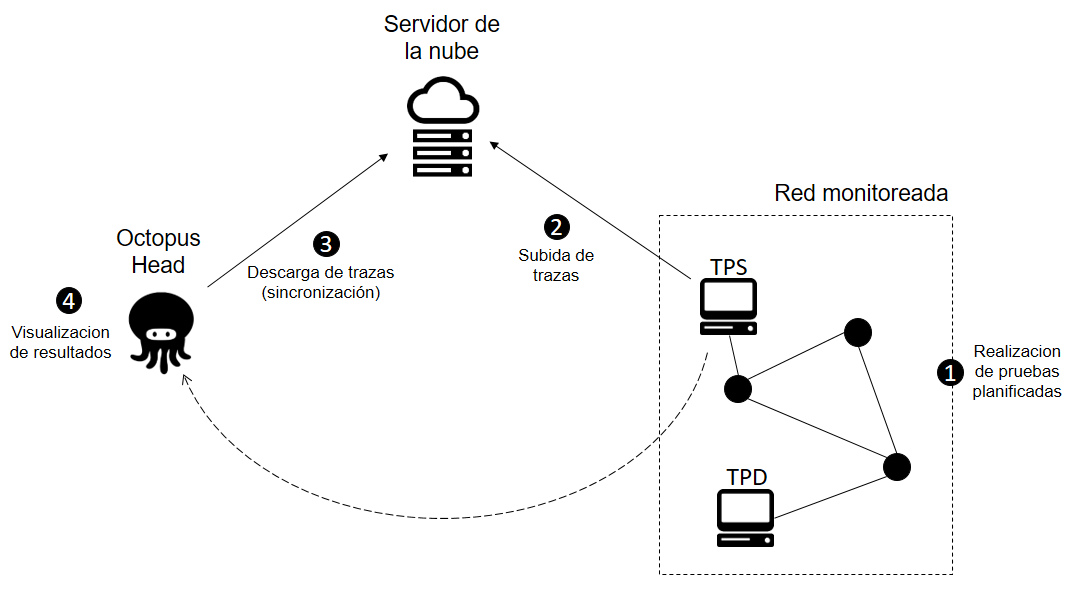 Servidor de
la nube
Red monitoreada
2
Subida de
trazas
3
Descarga de trazas
(sincronización)
Octopus
Head
4
Visualizacion
de resultados
TPS
1
Realizacion
de pruebas
planificadas
TPD